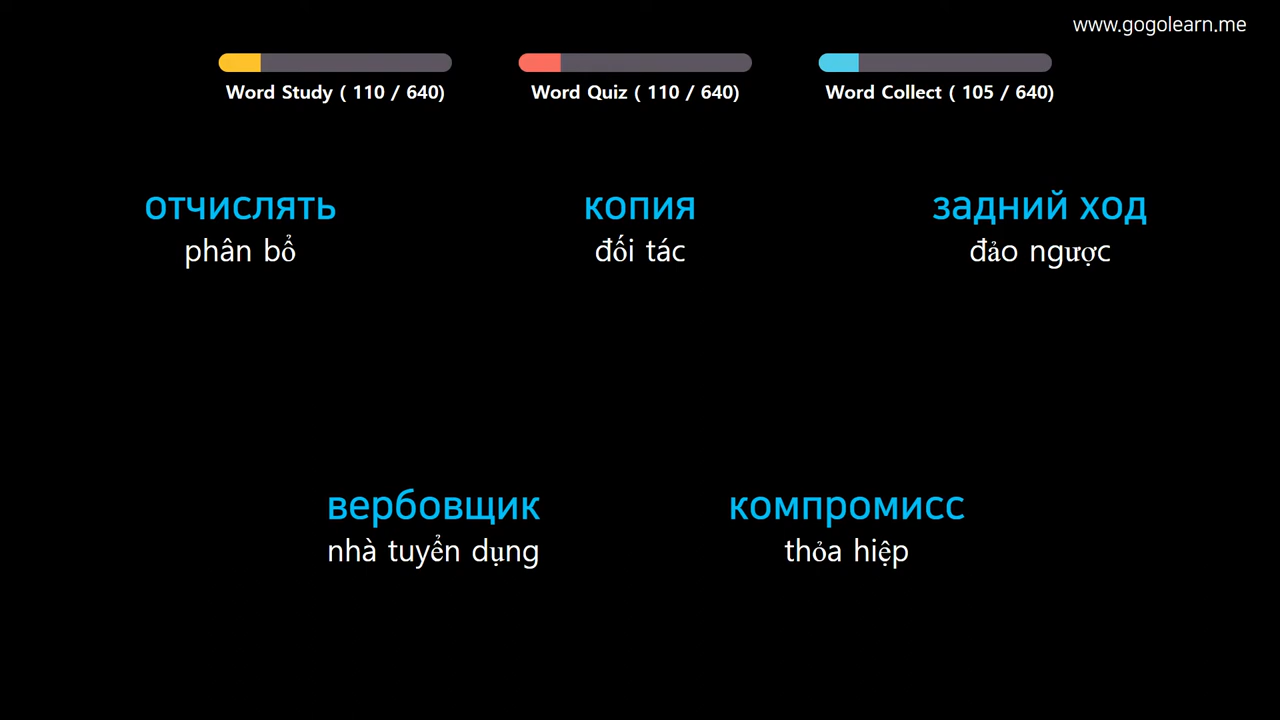 www.gogolearn.me
Word Study ( 110 / 640)
Word Quiz ( 110 / 640)
Word Collect ( 105 / 640)
отчислять
phân bổ
копия
đối tác
задний ход
đảo ngược
вербовщик
nhà tuyển dụng
компромисс
thỏa hiệp